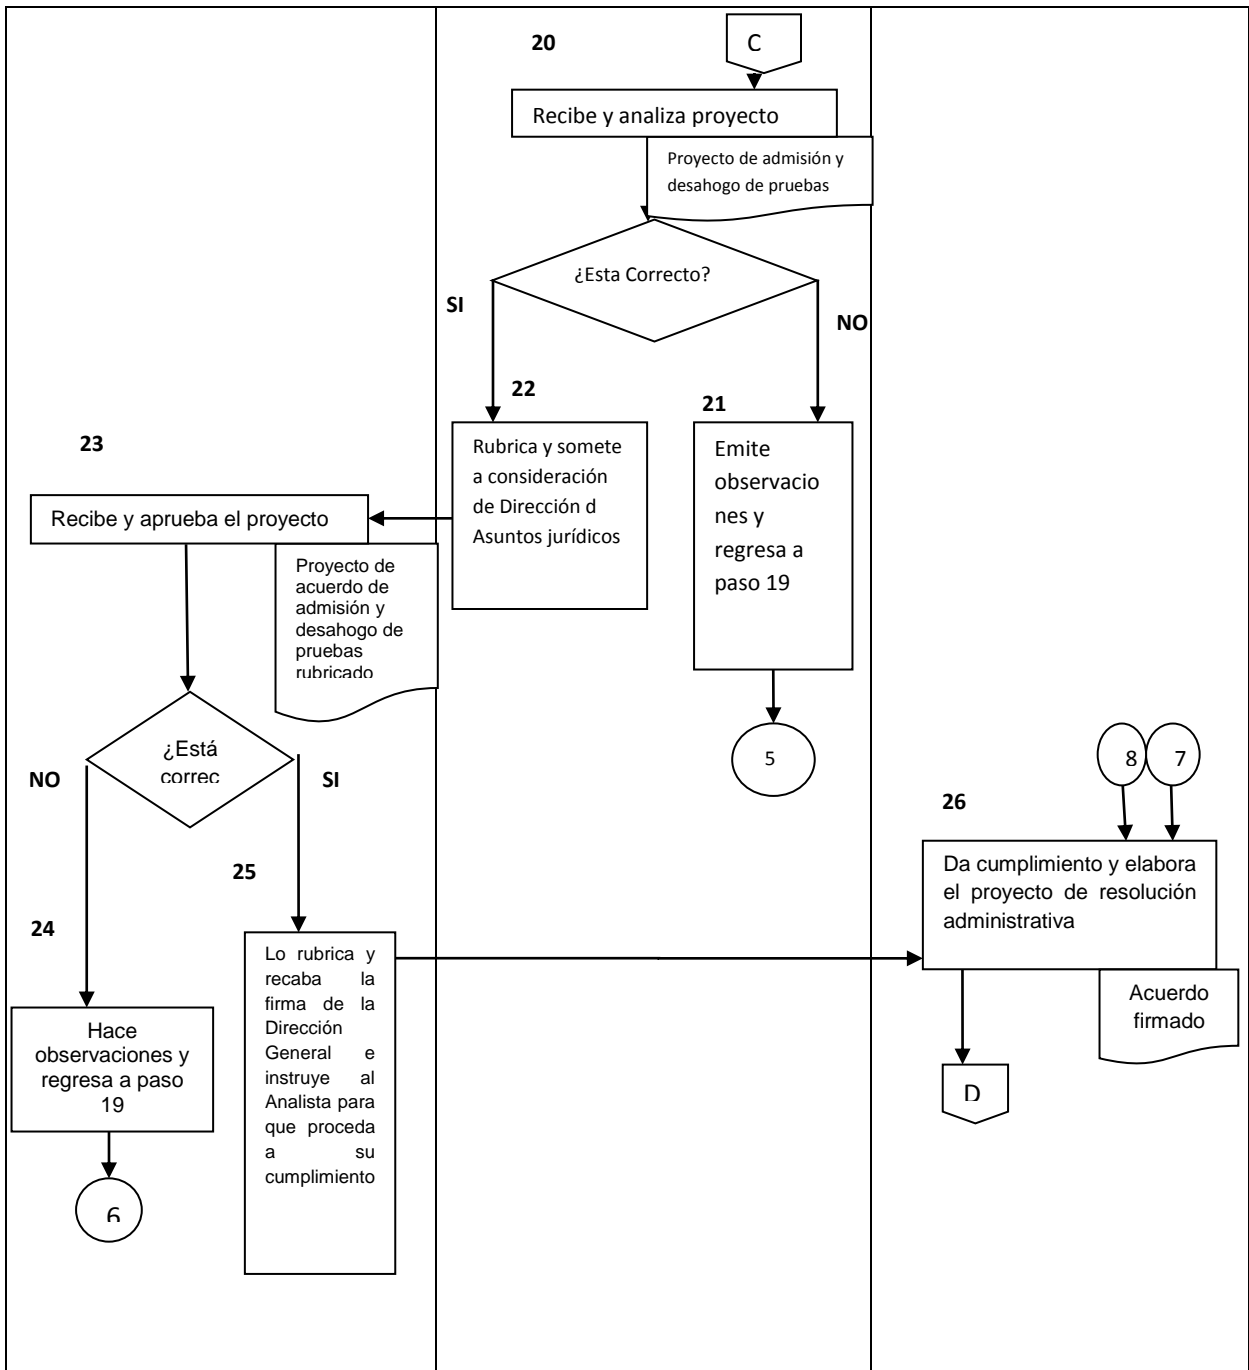 20
C
Recibe y analiza proyecto
Proyecto de admisión y
desahogo de pruebas
¿Esta Correcto?
SI
NO
22
21
Rubrica y somete
a consideración
de Dirección d
Asuntos jurídicos
Emite
observacio
nes y
regresa a
paso 19
5
23
Recibe y aprueba el proyecto
Proyecto de
acuerdo de
admisión y
desahogo de
pruebas
rubricado
¿Está
correc
NO
SI
24
25
Hace
observaciones y
regresa a paso
19
6
Lo rubrica y
recaba la
firma de la
Dirección
General e
instruye al
Analista para
que proceda
a su
cumplimiento
8
7
26
Da cumplimiento y elabora
el proyecto de resolución
administrativa
Acuerdo
firmado
D